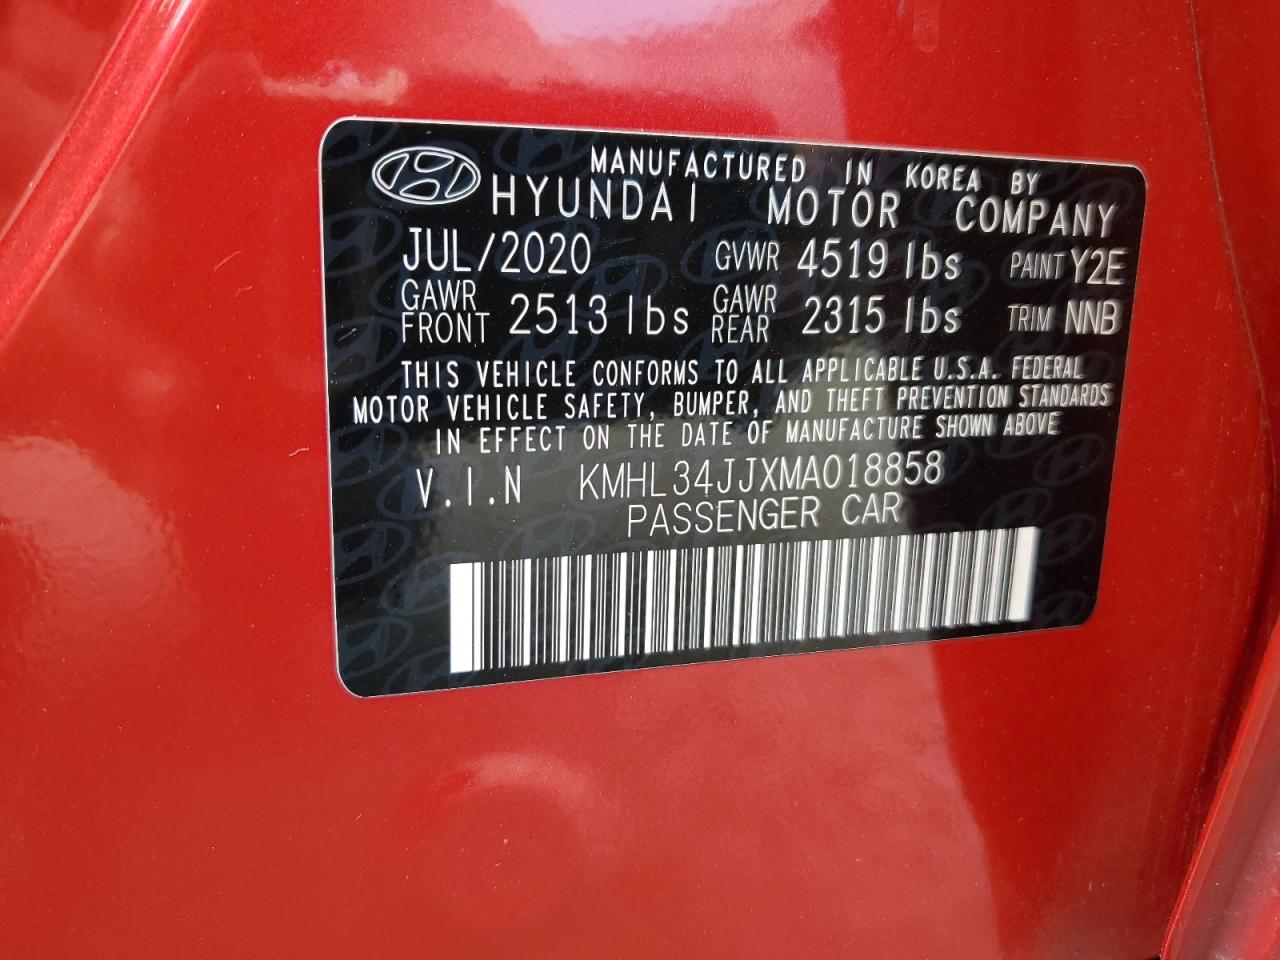 MANUFACTURED IN KOREA BY
HYUNDAI MOTOR COMPANY
JUL/2020 GVWR 4519 lbs PAINT Y2E
GAWR FRONT 2513 lbs GAWR REAR 2315 lbs TRIM NNB
THIS VEHICLE CONFORMS TO ALL APPLICABLE U.S.A. FEDERAL
MOTOR VEHICLE SAFETY, BUMPER, AND THEFT PREVENTION STANDARDS
IN EFFECT ON THE DATE OF MANUFACTURE SHOWN ABOVE
V.I.N KMHL34JJXMA018858
PASSENGER CAR